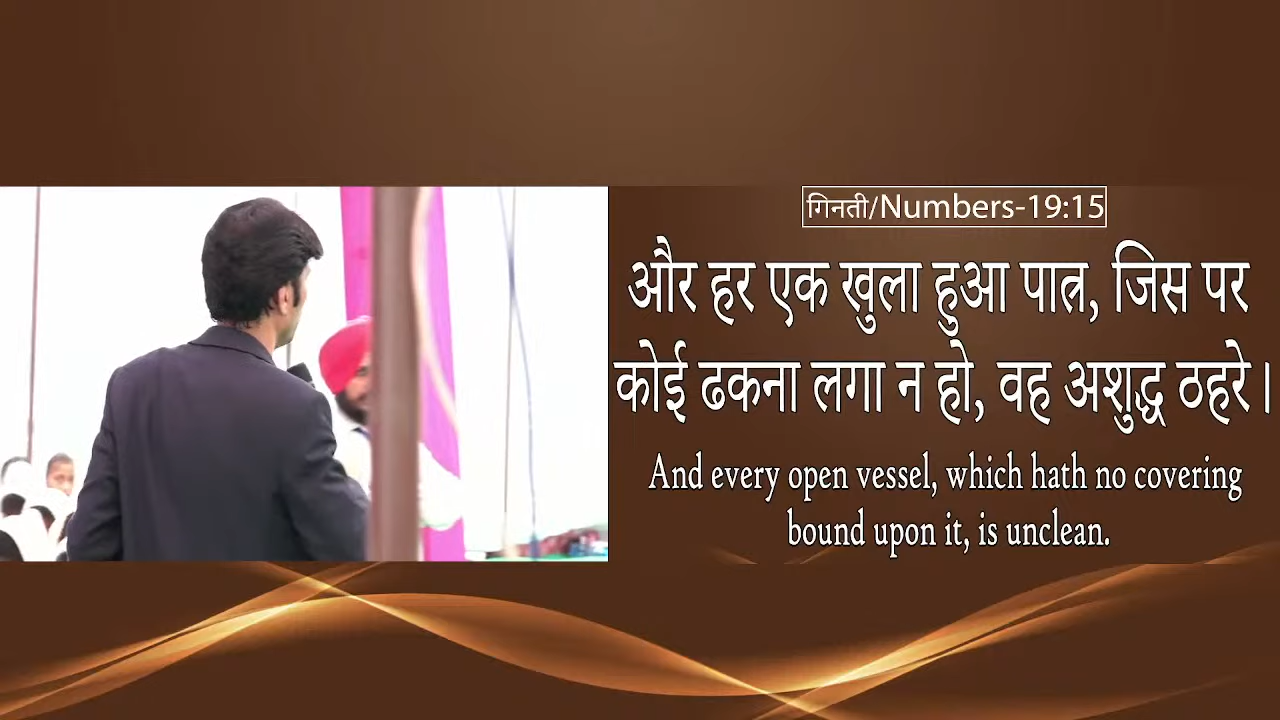 गिनती/Numbers-19:15
और हर एक खुला हुआ पात्र, जिस पर
कोई ढकना लगा न हो, वह अशुद्ध ठहरे।
And every open vessel, which hath no covering
bound upon it, is unclean.